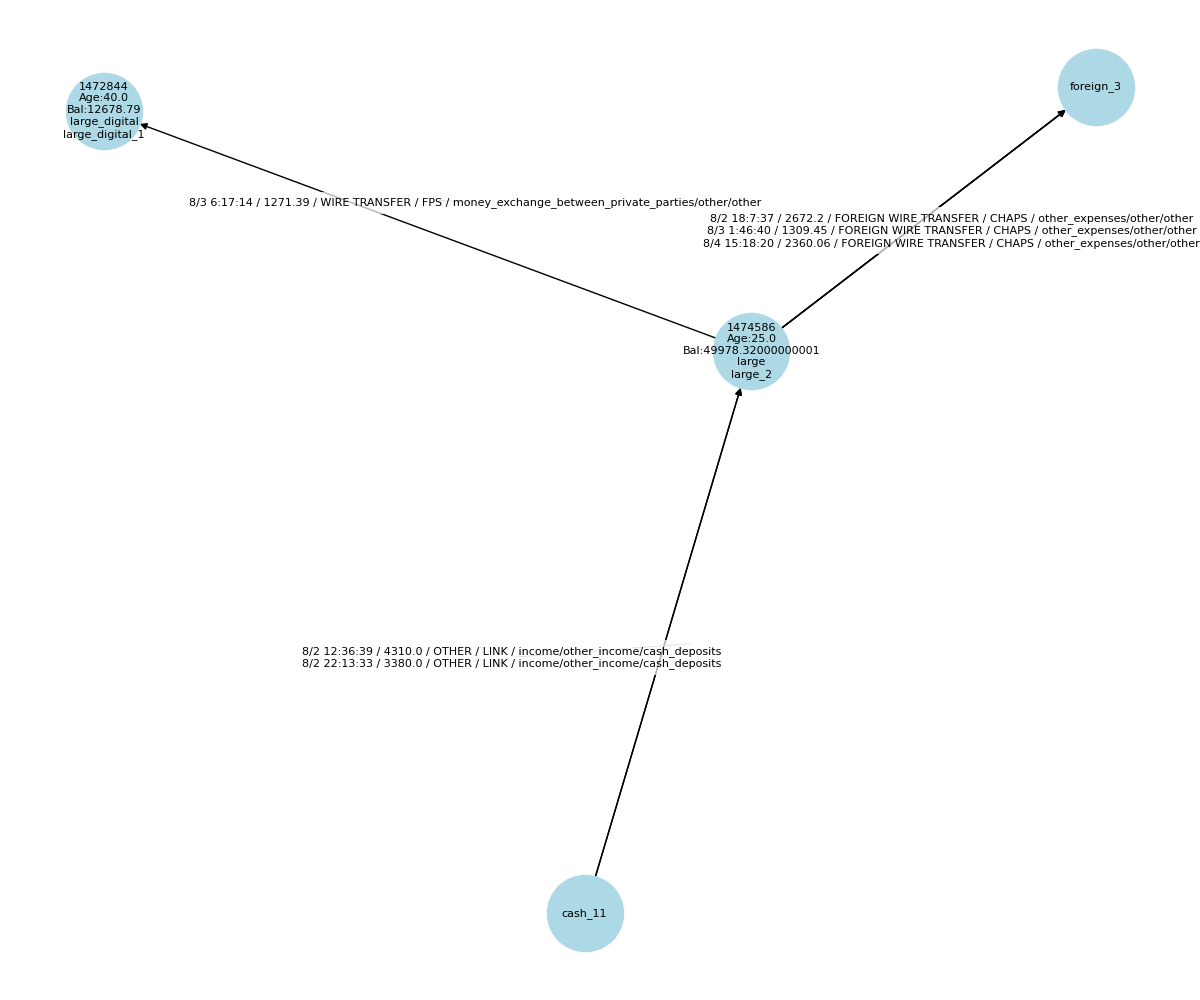 foreign_3
1472844
Age:40.0
Bal:12678.79
large_digital
large_digital_1
8/3 6:17:14 / 1271.39 / WIRE TRANSFER / FPS / money_exchange_between_private_parties/other/other
8/2 18:7:37 / 2672.2 / FOREIGN WIRE TRANSFER / CHAPS / other_expenses/other/other
8/3 1:46:40 / 1309.45 / FOREIGN WIRE TRANSFER / CHAPS / other_expenses/other/other
8/4 15:18:20 / 2360.06 / FOREIGN WIRE TRANSFER / CHAPS / other_expenses/other/other
1474586
Age:25.0
Bal:49978.32000000001
large
large_2
8/2 12:36:39 / 4310.0 / OTHER / LINK / income/other_income/cash_deposits
8/2 22:13:33 / 3380.0 / OTHER / LINK / income/other_income/cash_deposits
cash_11